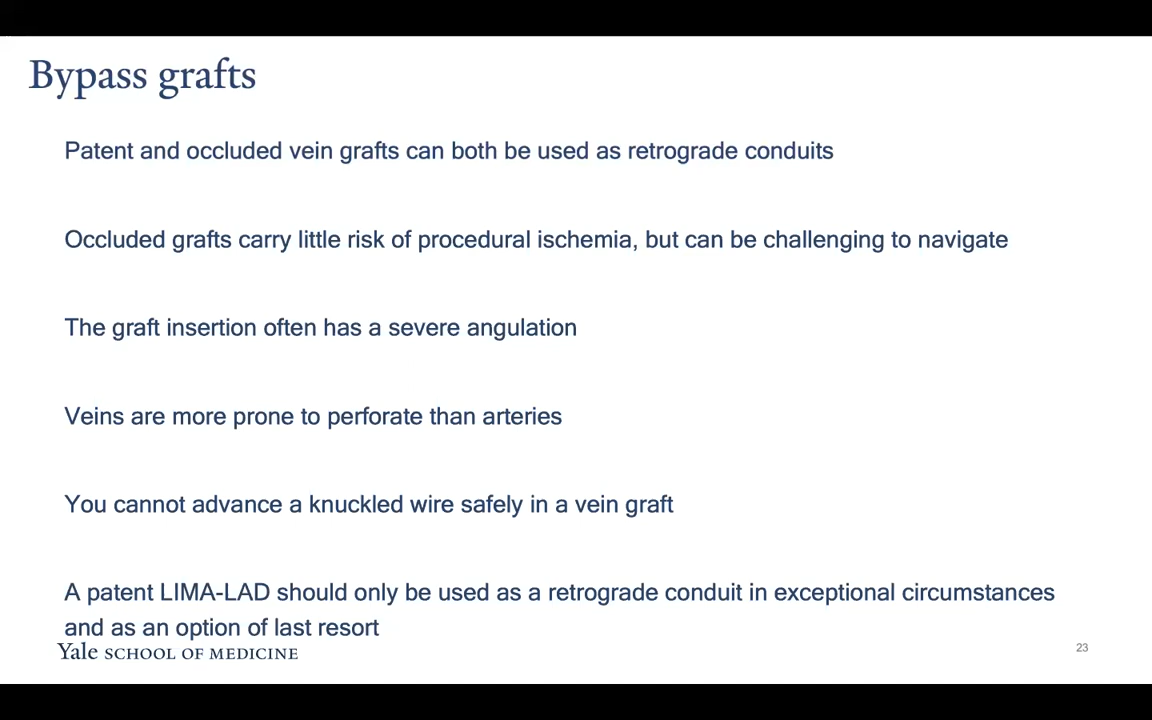 Bypass grafts
Patent and occluded vein grafts can both be used as retrograde conduits
Occluded grafts carry little risk of procedural ischemia, but can be challenging to navigate
The graft insertion often has a severe angulation
Veins are more prone to perforate than arteries
You cannot advance a knuckled wire safely in a vein graft
A patent LIMA-LAD should only be used as a retrograde conduit in exceptional circumstances
and as an option of last resort
Yale SCHOOL OF MEDICINE
23